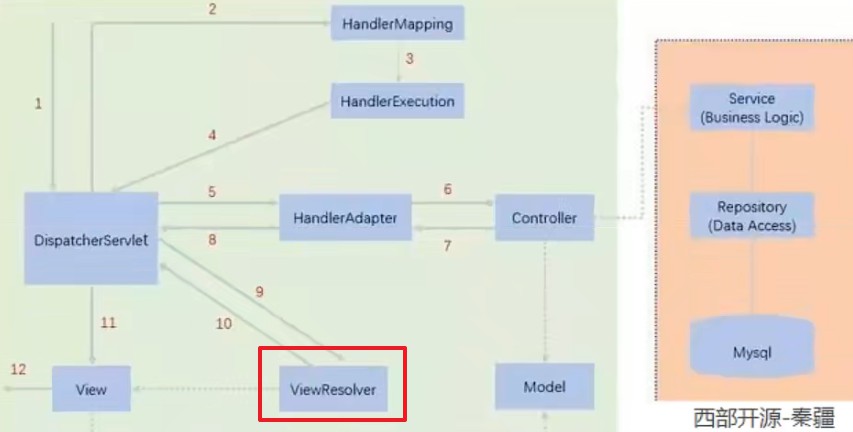 2
HandlerMapping
1
3
HandlerExecution
Service
(Business Logic)
4
5
6
DispatcherServlet
HandlerAdapter
Controller
Repository
(Data Access)
8
7
9
10
11
Mysql
12
View
ViewResolver
Model
西部开源-秦疆